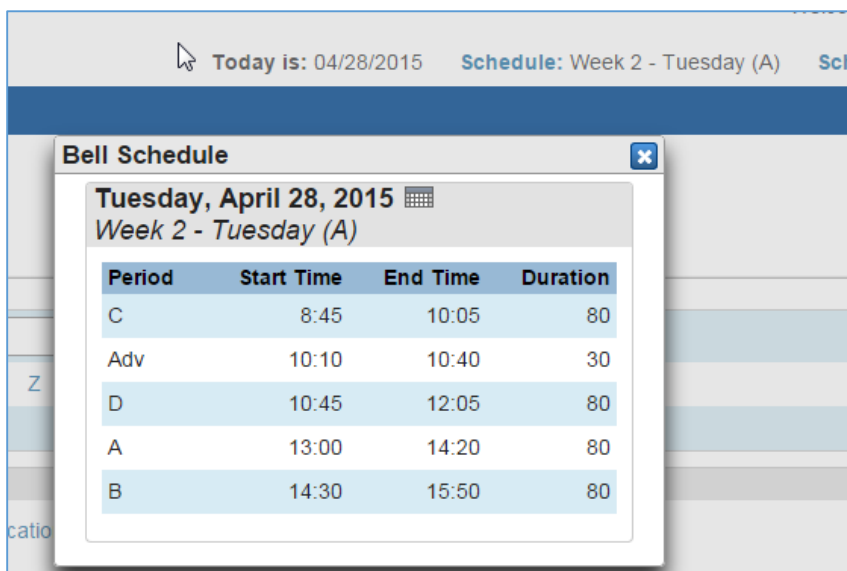 Today is: 04/28/2015 Schedule: Week 2 - Tuesday (A)
Bell Schedule
Tuesday, April 28, 2015
Week 2 - Tuesday (A)
Period Start Time End Time Duration
C 8:45 10:05 80
Adv 10:10 10:40 30
Z
D 10:45 12:05 80
A 13:00 14:20 80
B 14:30 15:50 80
catio